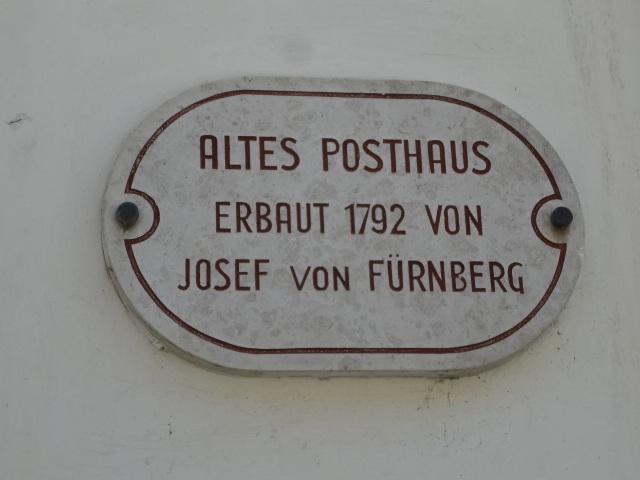 ALTES POSTHAUS
ERBAUT 1792 VON
JOSEF VON FÜRNBERG